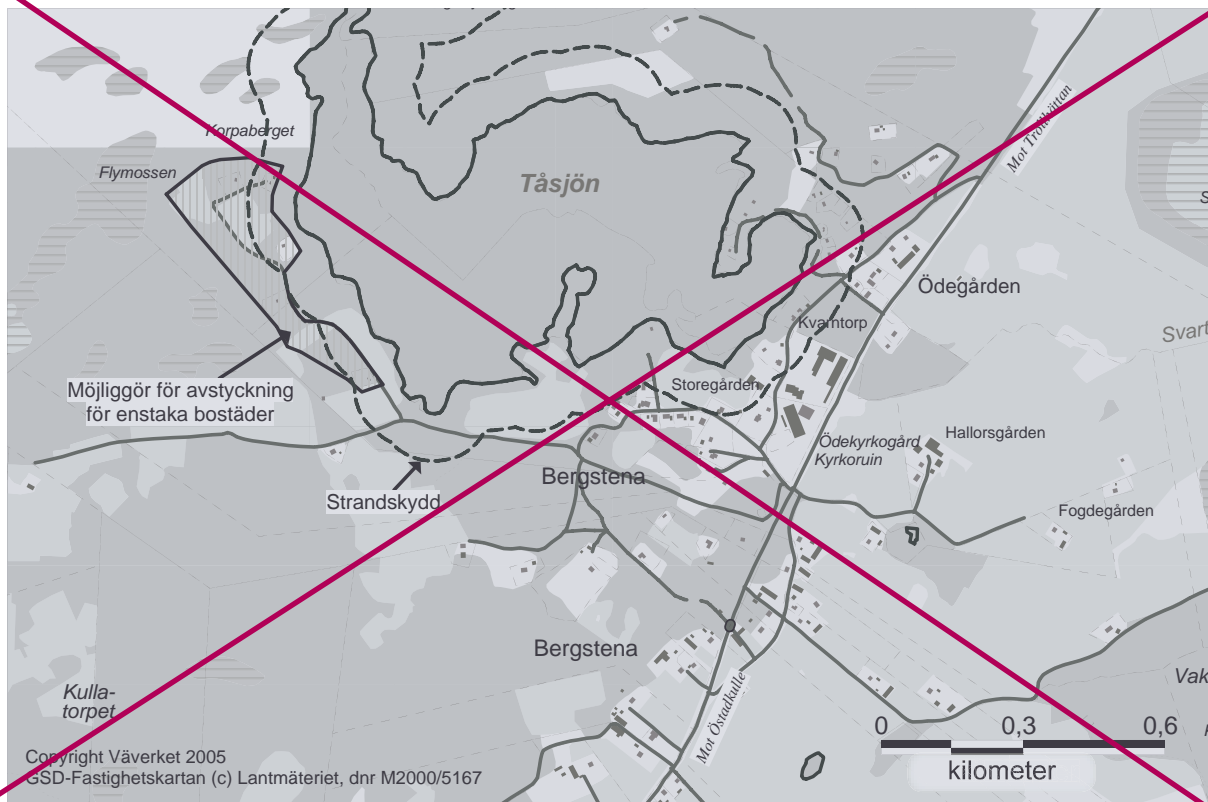 Korpaberget
Flymossen
Tåsjön
Mot Trollhättan
S
Ödegården
Kvarntorp
Svart
Möjliggör för avstyckning
för enstaka bostäder
Storegården
Ödekyrkogård
Kyrkoruin
Hallorsgården
Bergstena
Strandskydd
Fogdegården
Bergstena
Kulla-
torpet
Mot Östadkulle
Vak
0 0,3 0,6
kilometer
Copyright Väverket 2005
GSD-Fastighetskartan (c) Lantmäteriet, dnr M2000/5167